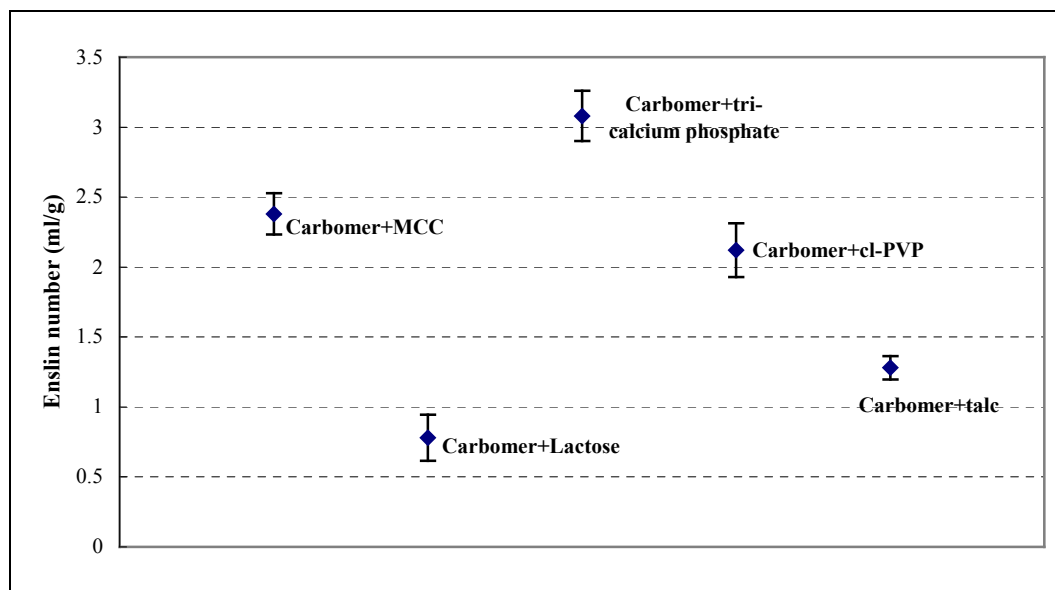 3.5
3
2.5
2
1.5
1
0.5
0
Enslin number (ml/g)
Carbomer+tri-
calcium phosphate
Carbomer+MCC
Carbomer+cl-PVP
Carbomer+talc
Carbomer+Lactose